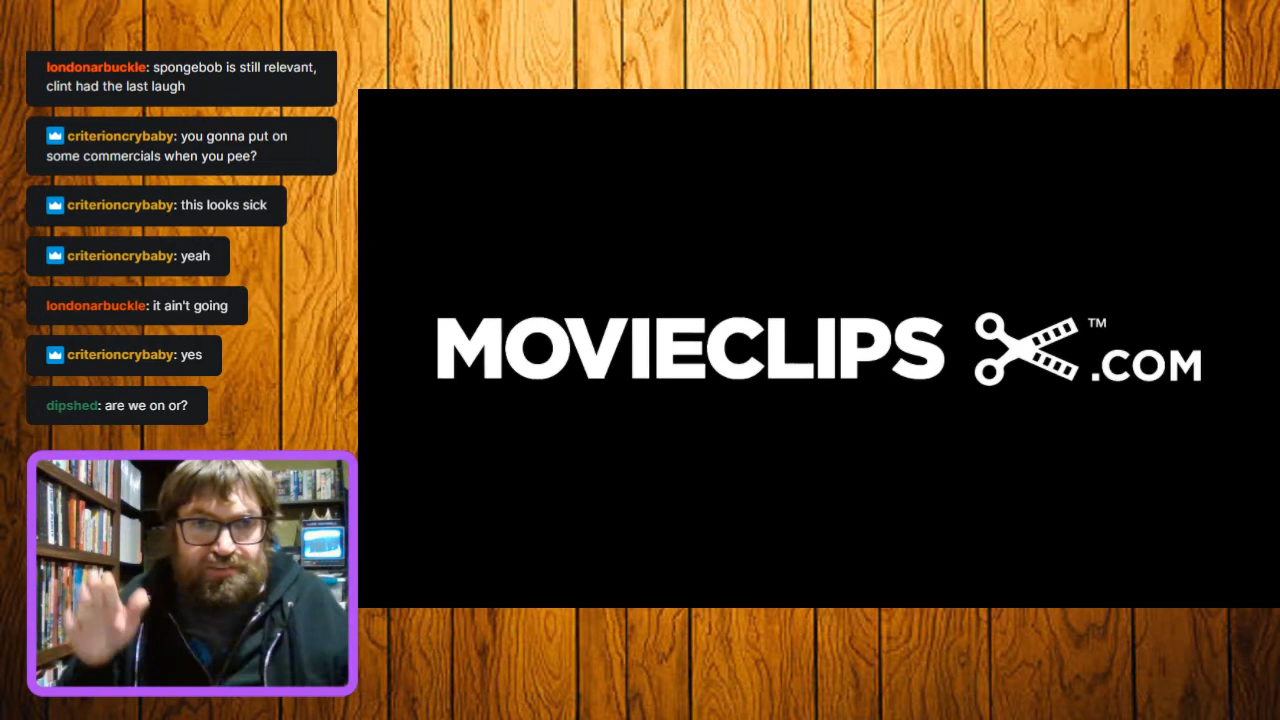 londonarbuckle: spongebob is still relevant,
clint had the last laugh
criterioncrybaby: you gonna put on
some commercials when you pee?
criterioncrybaby: this looks sick
criterioncrybaby: yeah
londonarbuckle: it ain't going
criterioncrybaby: yes
dipshed: are we on or?
MOVIECLIPS ™
.COM